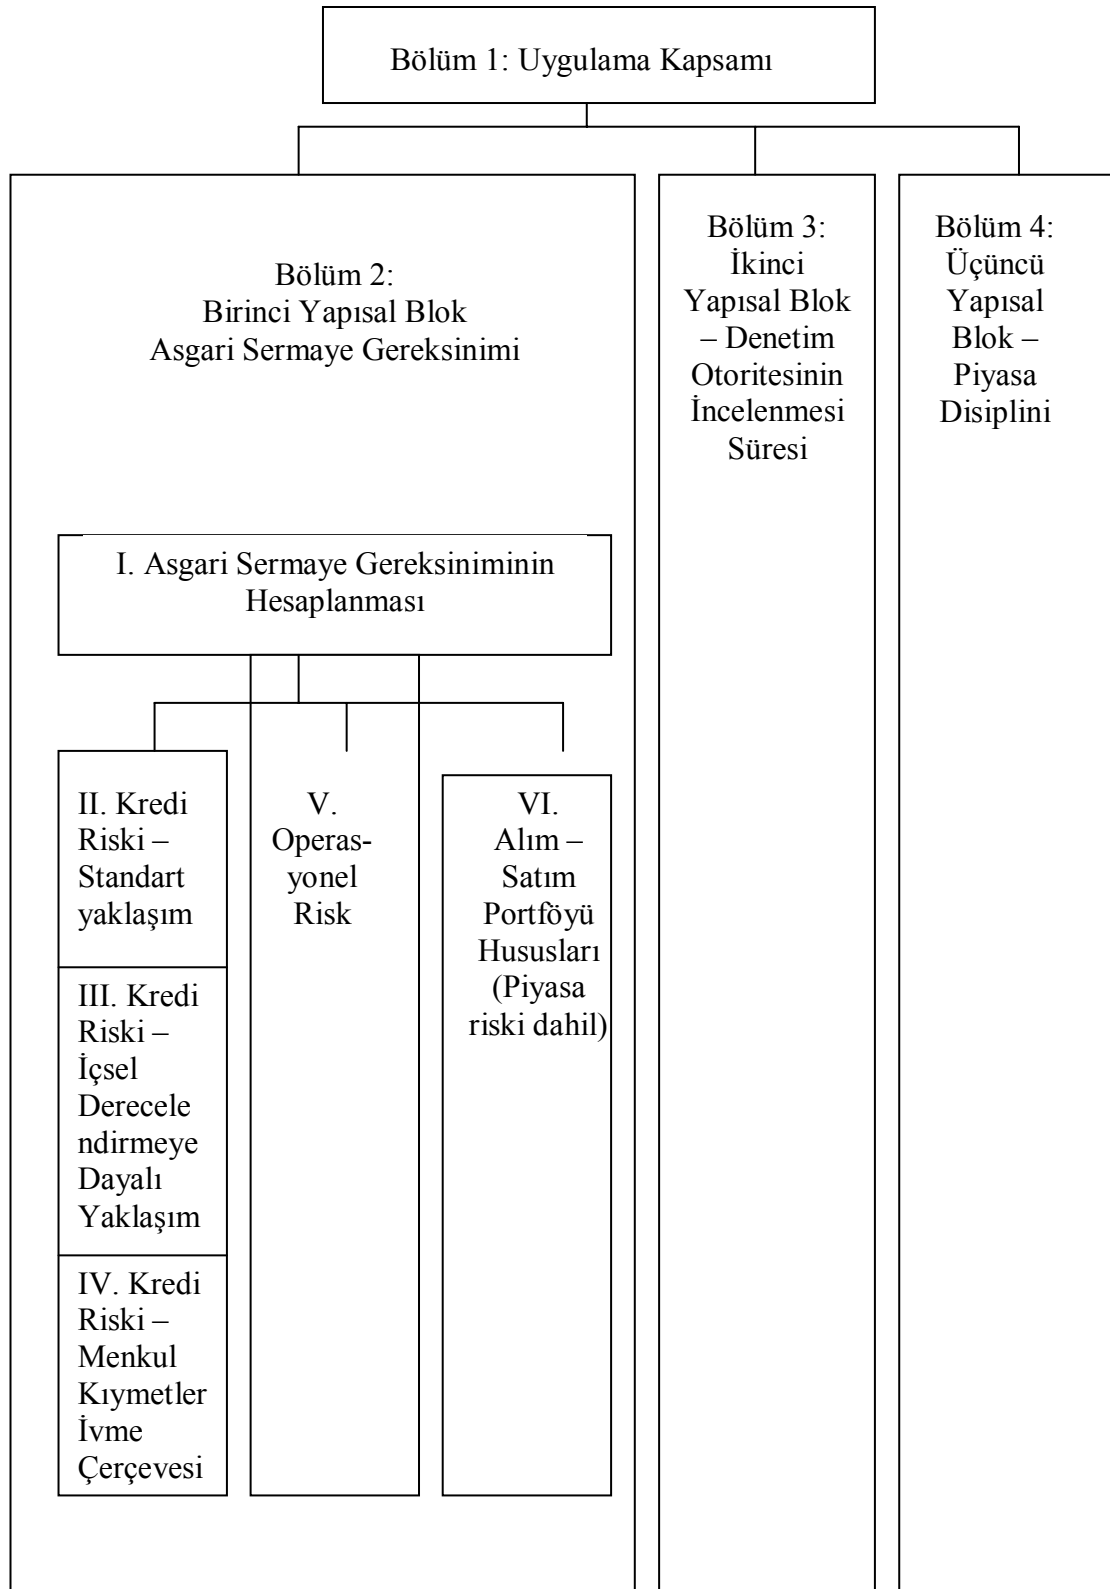 Bölüm 1: Uygulama Kapsamı
Bölüm 2:
Birinci Yapısal Blok
Asgari Sermaye Gereksinimi
Bölüm 3:
İkinci
Yapısal Blok
– Denetim
Otoritesinin
İncelenmesi
Süresi
Bölüm 4:
Üçüncü
Yapısal
Blok –
Piyasa
Disiplini
I. Asgari Sermaye Gereksiniminin
Hesaplanması
II. Kredi
Riski –
Standart
yaklaşım
III. Kredi
Riski –
İçsel
Derecele
ndirmeye
Dayalı
Yaklaşım
IV. Kredi
Riski –
Menkul
Kıymetler
İvme
Çerçevesi
V.
Operas-
yonel
Risk
VI.
Alım –
Satım
Portföyü
Hususları
(Piyasa
riski dahil)